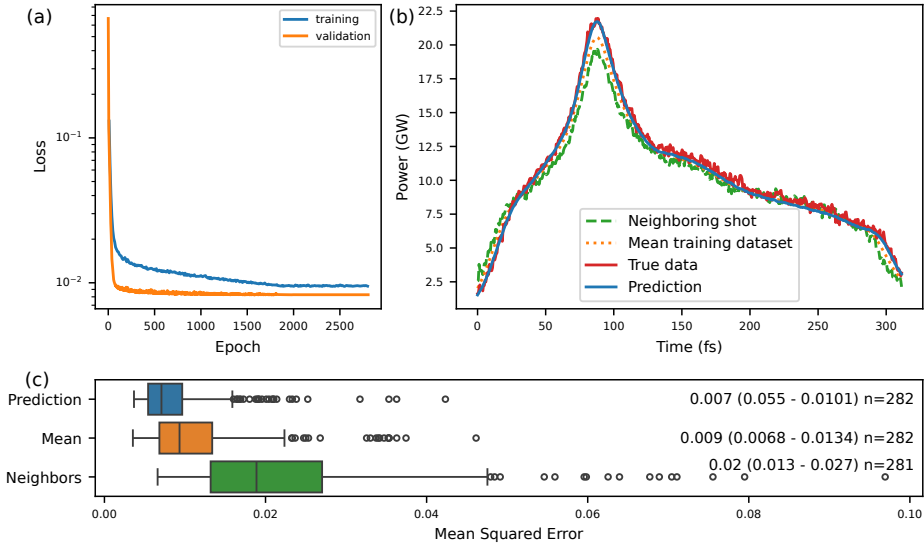 (a)
training
validation
Loss
10⁻¹
10⁻²
0 500 1000 1500 2000 2500
Epoch
(b)
Power (GW)
22.5
20.0
17.5
15.0
12.5
10.0
7.5
5.0
2.5
Neighboring shot
Mean training dataset
True data
Prediction
0 50 100 150 200 250 300
Time (fs)
(c)
Prediction
0.007 (0.055 - 0.0101) n=282
Mean
0.009 (0.0068 - 0.0134) n=282
Neighbors
0.02 (0.013 - 0.027) n=281
0.00 0.02 0.04 0.06 0.08 0.10
Mean Squared Error